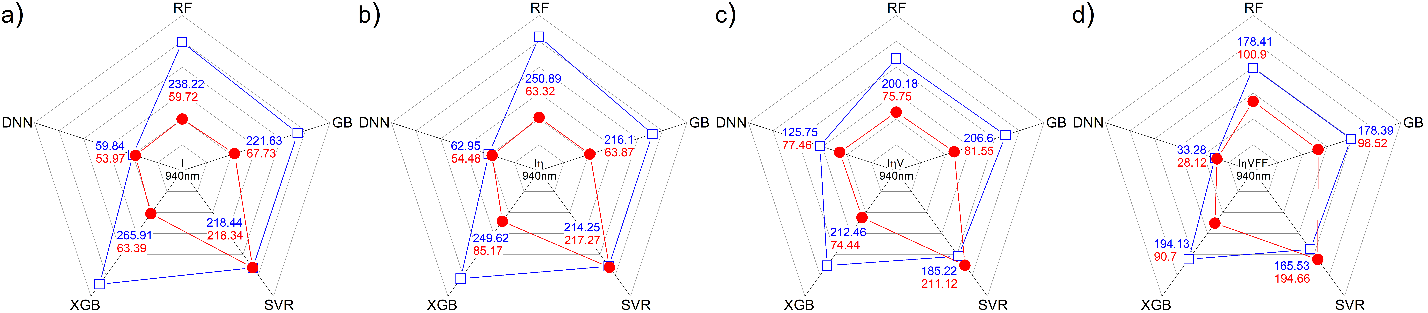 a)
RF
238.22
59.72
DNN
GB
59.84
53.97
221.63
67.73
I
940nm
265.91
63.39
218.44
218.34
XGB
SVR
b)
RF
250.89
63.32
DNN
GB
62.95
54.46
216.1
63.87
Iη
940nm
249.62
85.17
214.25
217.27
XGB
SVR
c)
RF
200.18
75.75
DNN
GB
125.75
77.46
206.6
81.55
IηV
940nm
212.46
74.44
185.22
211.12
XGB
SVR
d)
RF
178.41
100.9
DNN
GB
33.28
28.12
178.39
98.52
IηVFF
940nm
194.13
90.7
165.53
194.66
XGB
SVR